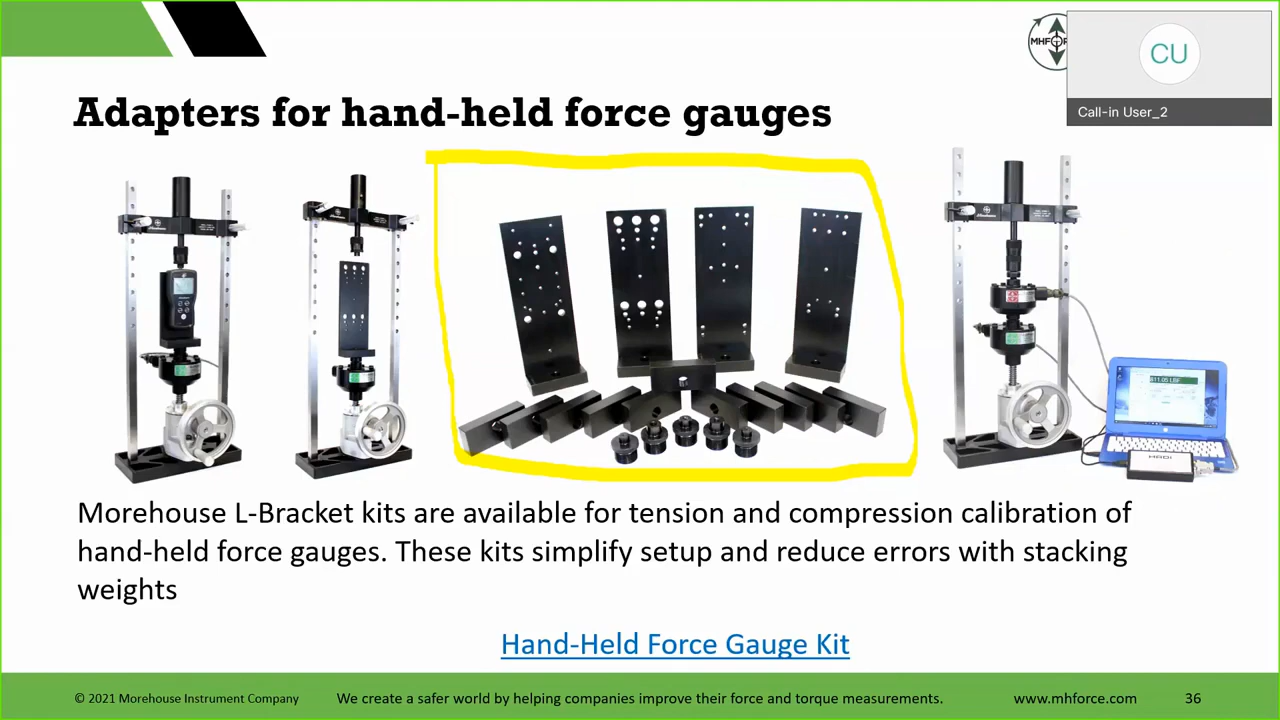 MHFOR
CU
Call-in User_2
Adapters for hand-held force gauges
Morehouse L-Bracket kits are available for tension and compression calibration of
hand-held force gauges. These kits simplify setup and reduce errors with stacking
weights
Hand-Held Force Gauge Kit
© 2021 Morehouse Instrument Company
We create a safer world by helping companies improve their force and torque measurements.
www.mhforce.com
36